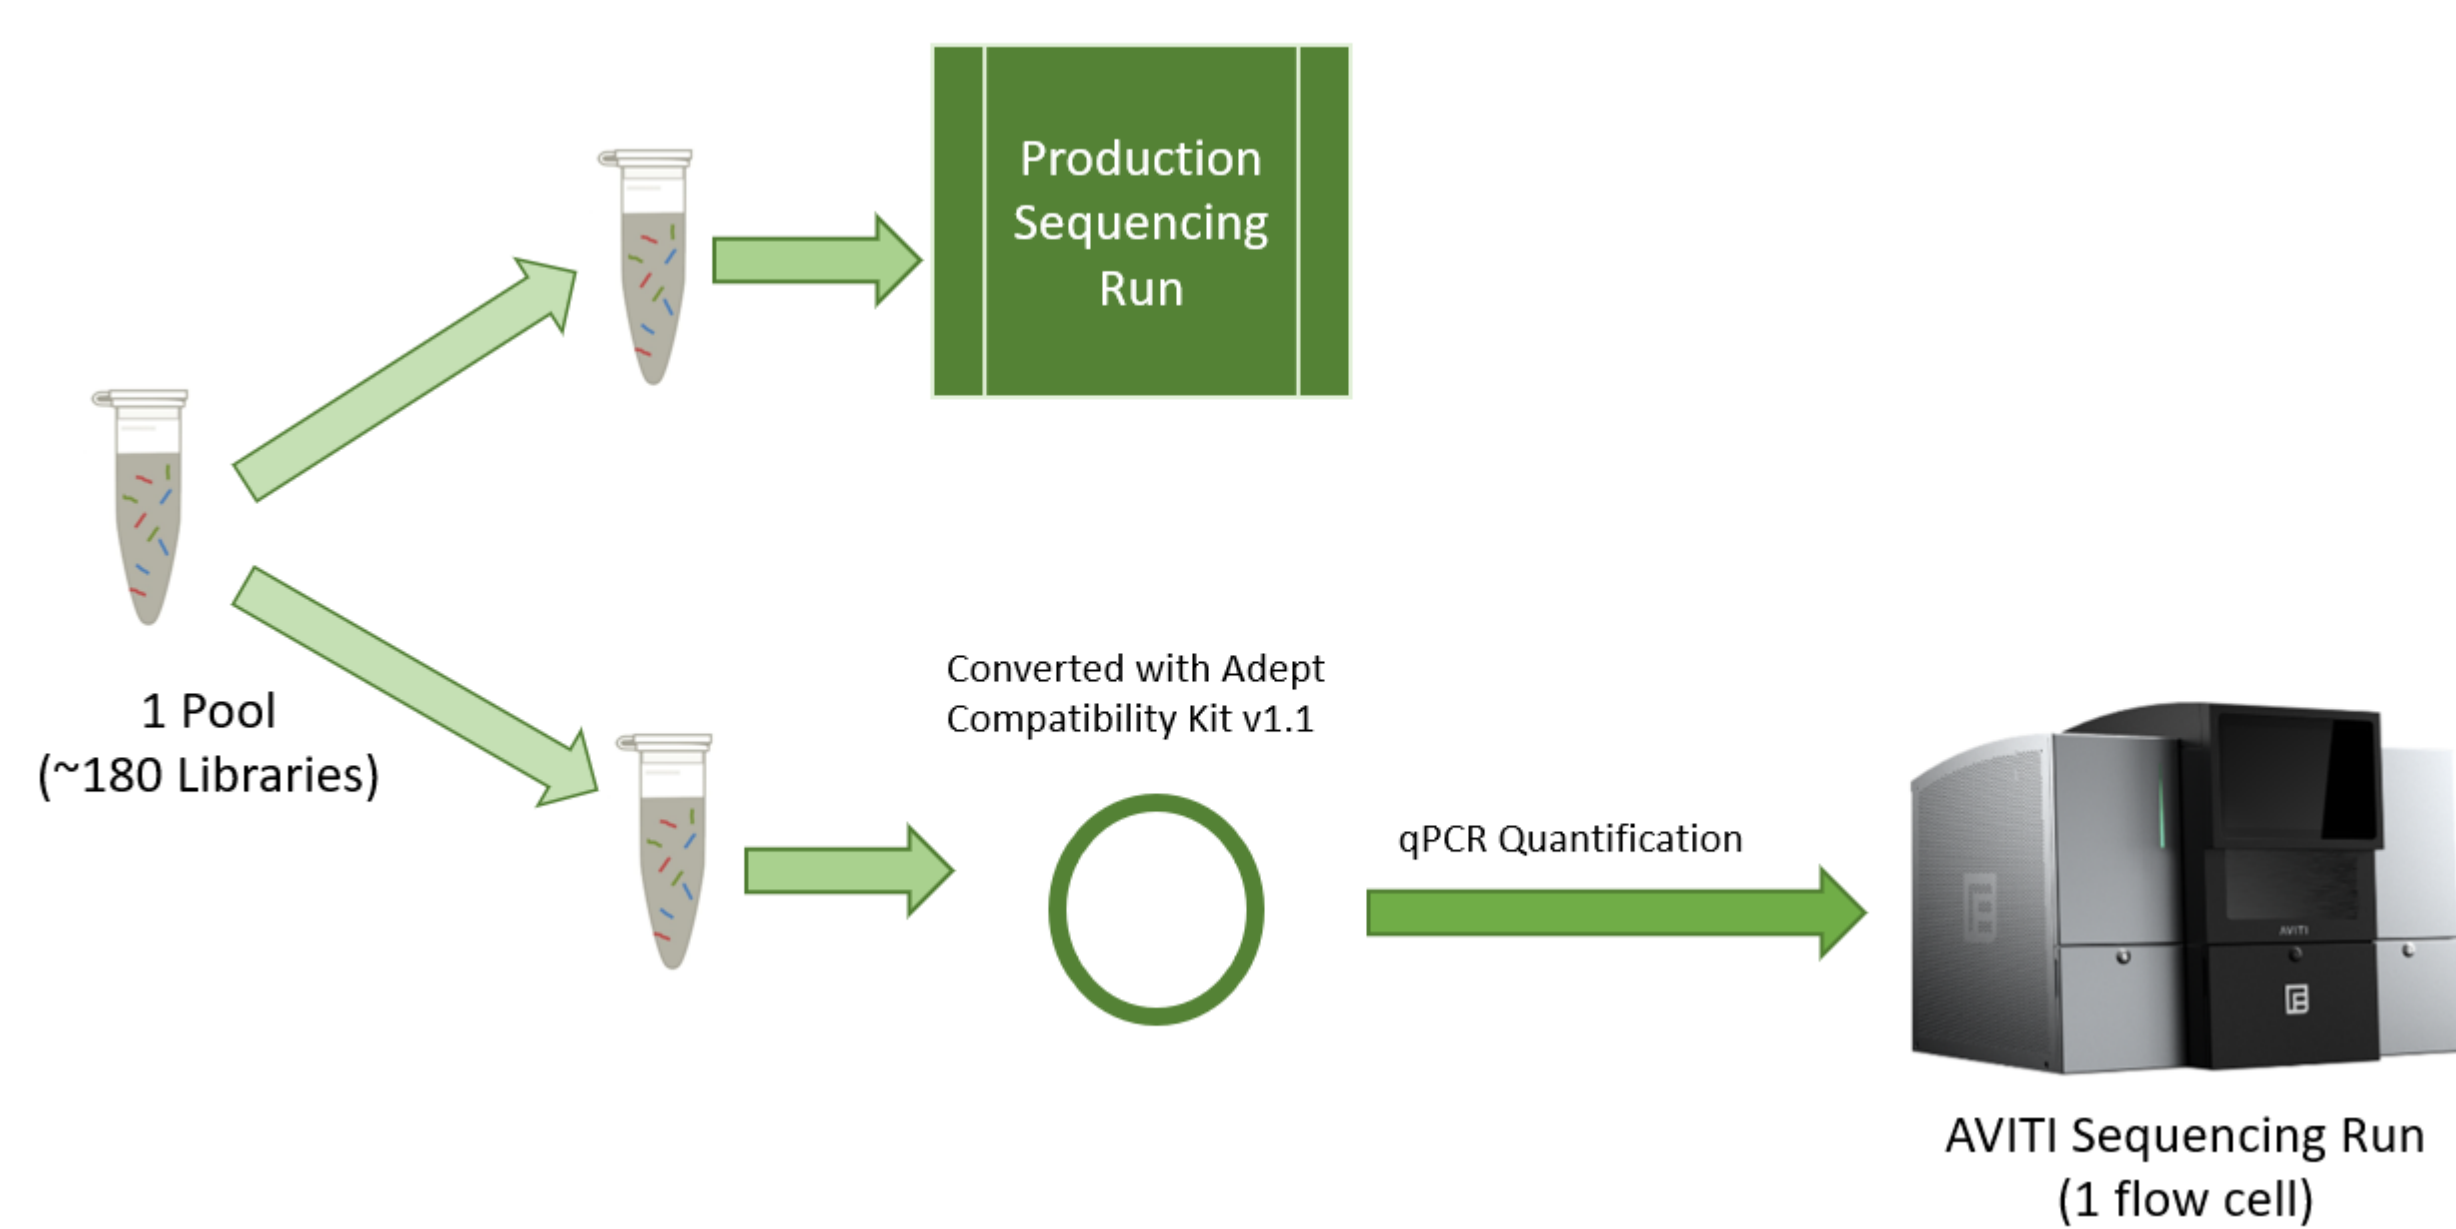 Production
Sequencing
Run
1 Pool
(~180 Libraries)
Converted with Adept
Compatibility Kit v1.1
qPCR Quantification
AVITI
AVITI Sequencing Run
(1 flow cell)